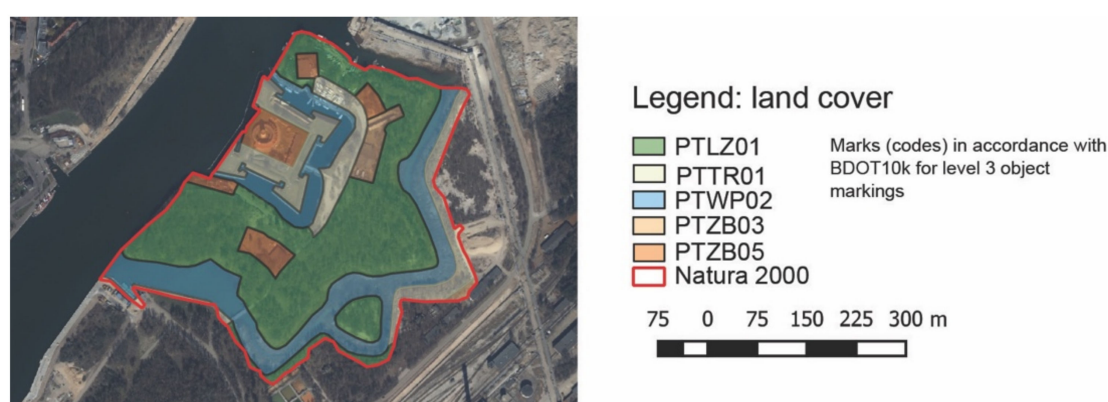 Legend: land cover
PTLZ01
PTTR01
PTWP02
PTZB03
PTZB05
Natura 2000
Marks (codes) in accordance with
BDOT10k for level 3 object
markings
75 0 75 150 225 300 m